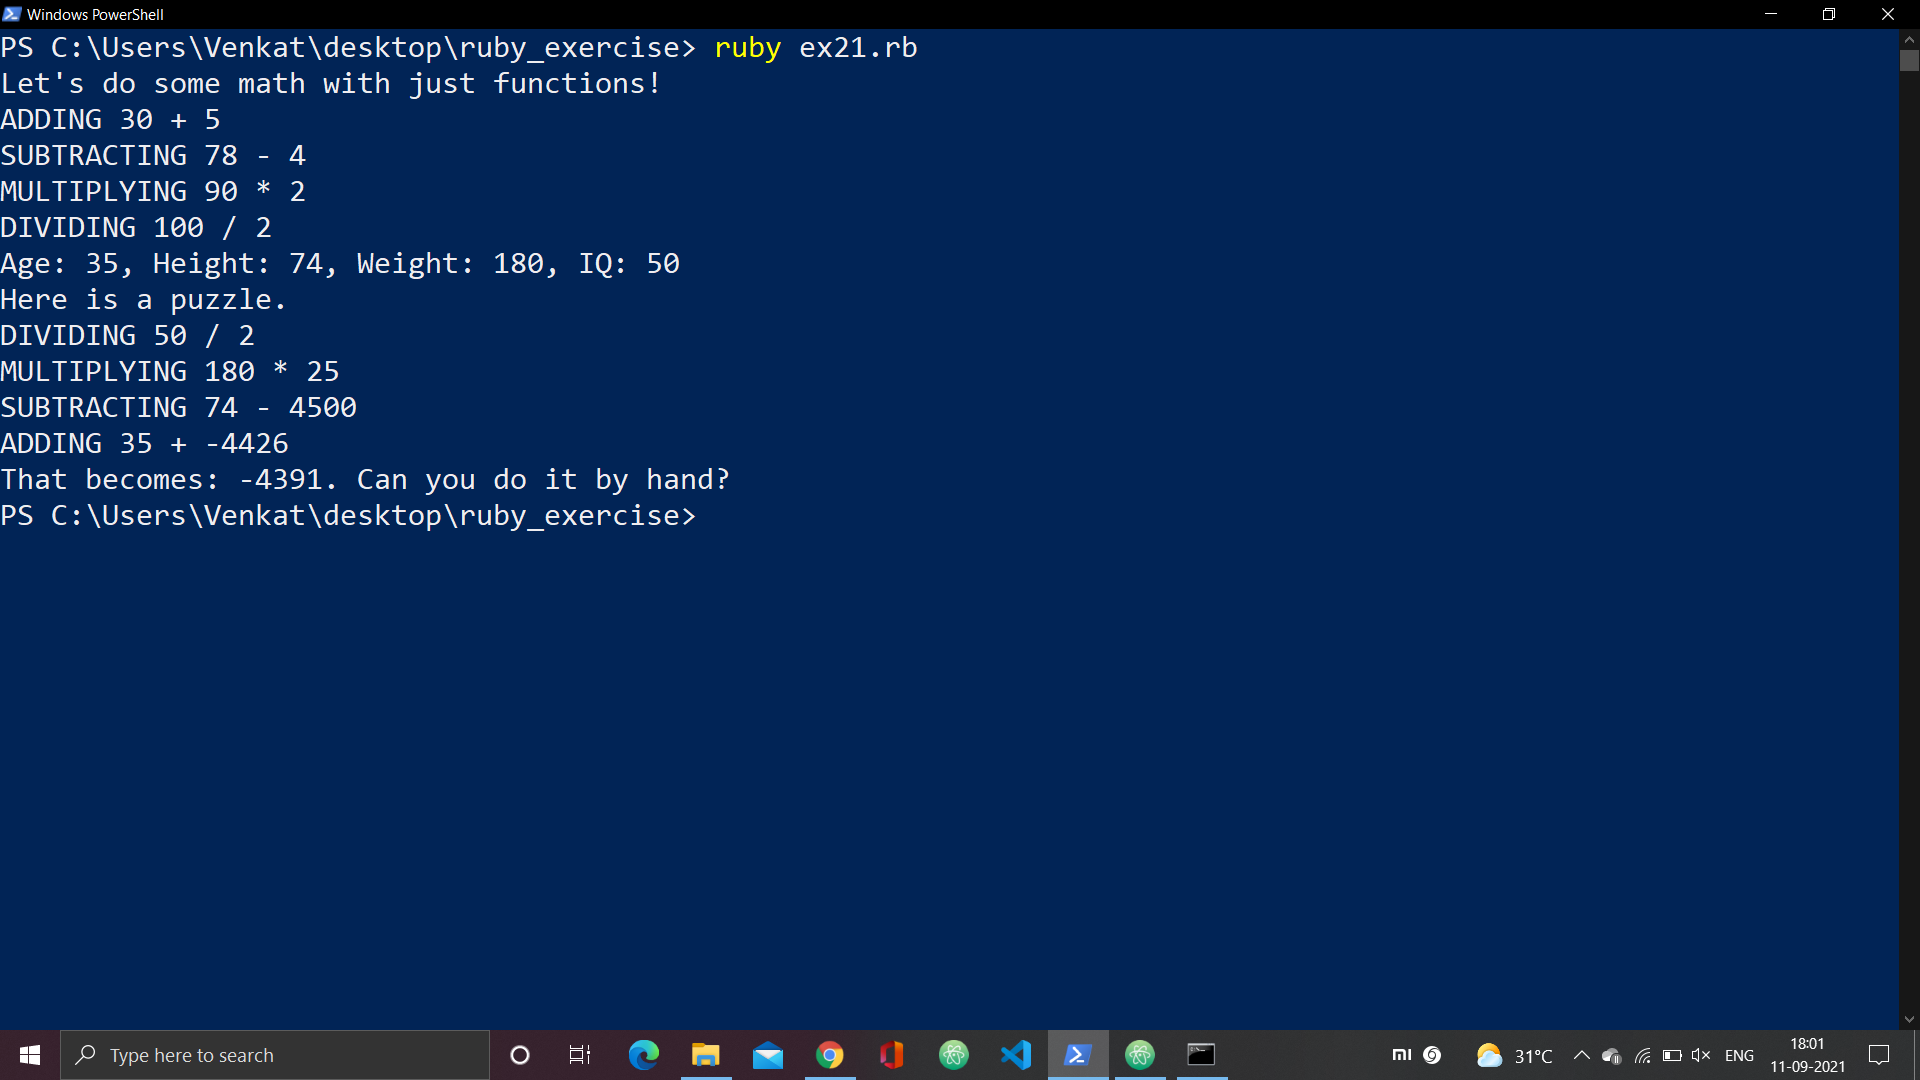 Windows PowerShell
PS C:\Users\Venkat\desktop\ruby_exercise> ruby ex21.rb
Let's do some math with just functions!
ADDING 30 + 5
SUBTRACTING 78 - 4
MULTIPLYING 90 * 2
DIVIDING 100 / 2
Age: 35, Height: 74, Weight: 180, IQ: 50
Here is a puzzle.
DIVIDING 50 / 2
MULTIPLYING 180 * 25
SUBTRACTING 74 - 4500
ADDING 35 + -4426
That becomes: -4391. Can you do it by hand?
PS C:\Users\Venkat\desktop\ruby_exercise>
Type here to search
mi
31°C
ENG
18:01
11-09-2021